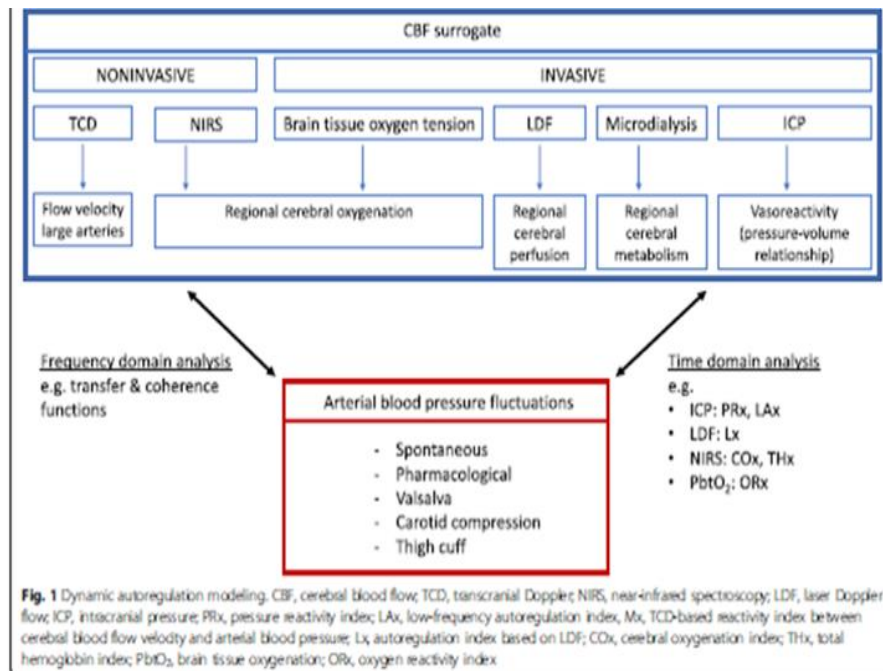 CBF surrogate
NONINVASIVE
INVASIVE
TCD
NIRS
Brain tissue oxygen tension
LDF
Microdialysis
ICP
Flow velocity
large arteries
Regional cerebral oxygenation
Regional
cerebral
perfusion
Regional
cerebral
metabolism
Vasoreactivity
(pressure-volume
relationship)
Frequency domain analysis
e.g. transfer & coherence
functions
Arterial blood pressure fluctuations
- Spontaneous
- Pharmacological
- Valsalva
- Carotid compression
- Thigh cuff
Time domain analysis
e.g.
• ICP: PRx, LAx
• LDF: Lx
• NIRS: COx, THx
• PbtO₂: ORx
Fig. 1 Dynamic autoregulation modeling. CBF, cerebral blood flow; TCD, transcranial Doppler; NIRS, near-infrared spectroscopy; LDF, laser Doppler
flow; ICP, intracranial pressure; PRx, pressure reactivity index; LAx, low-frequency autoregulation index, Mx, TCD-based reactivity index between
cerebral blood flow velocity and arterial blood pressure; Lx, autoregulation index based on LDF; COx, cerebral oxygenation index; THx, total
hemoglobin index; PbtO₂, brain tissue oxygenation; ORx, oxygen reactivity index